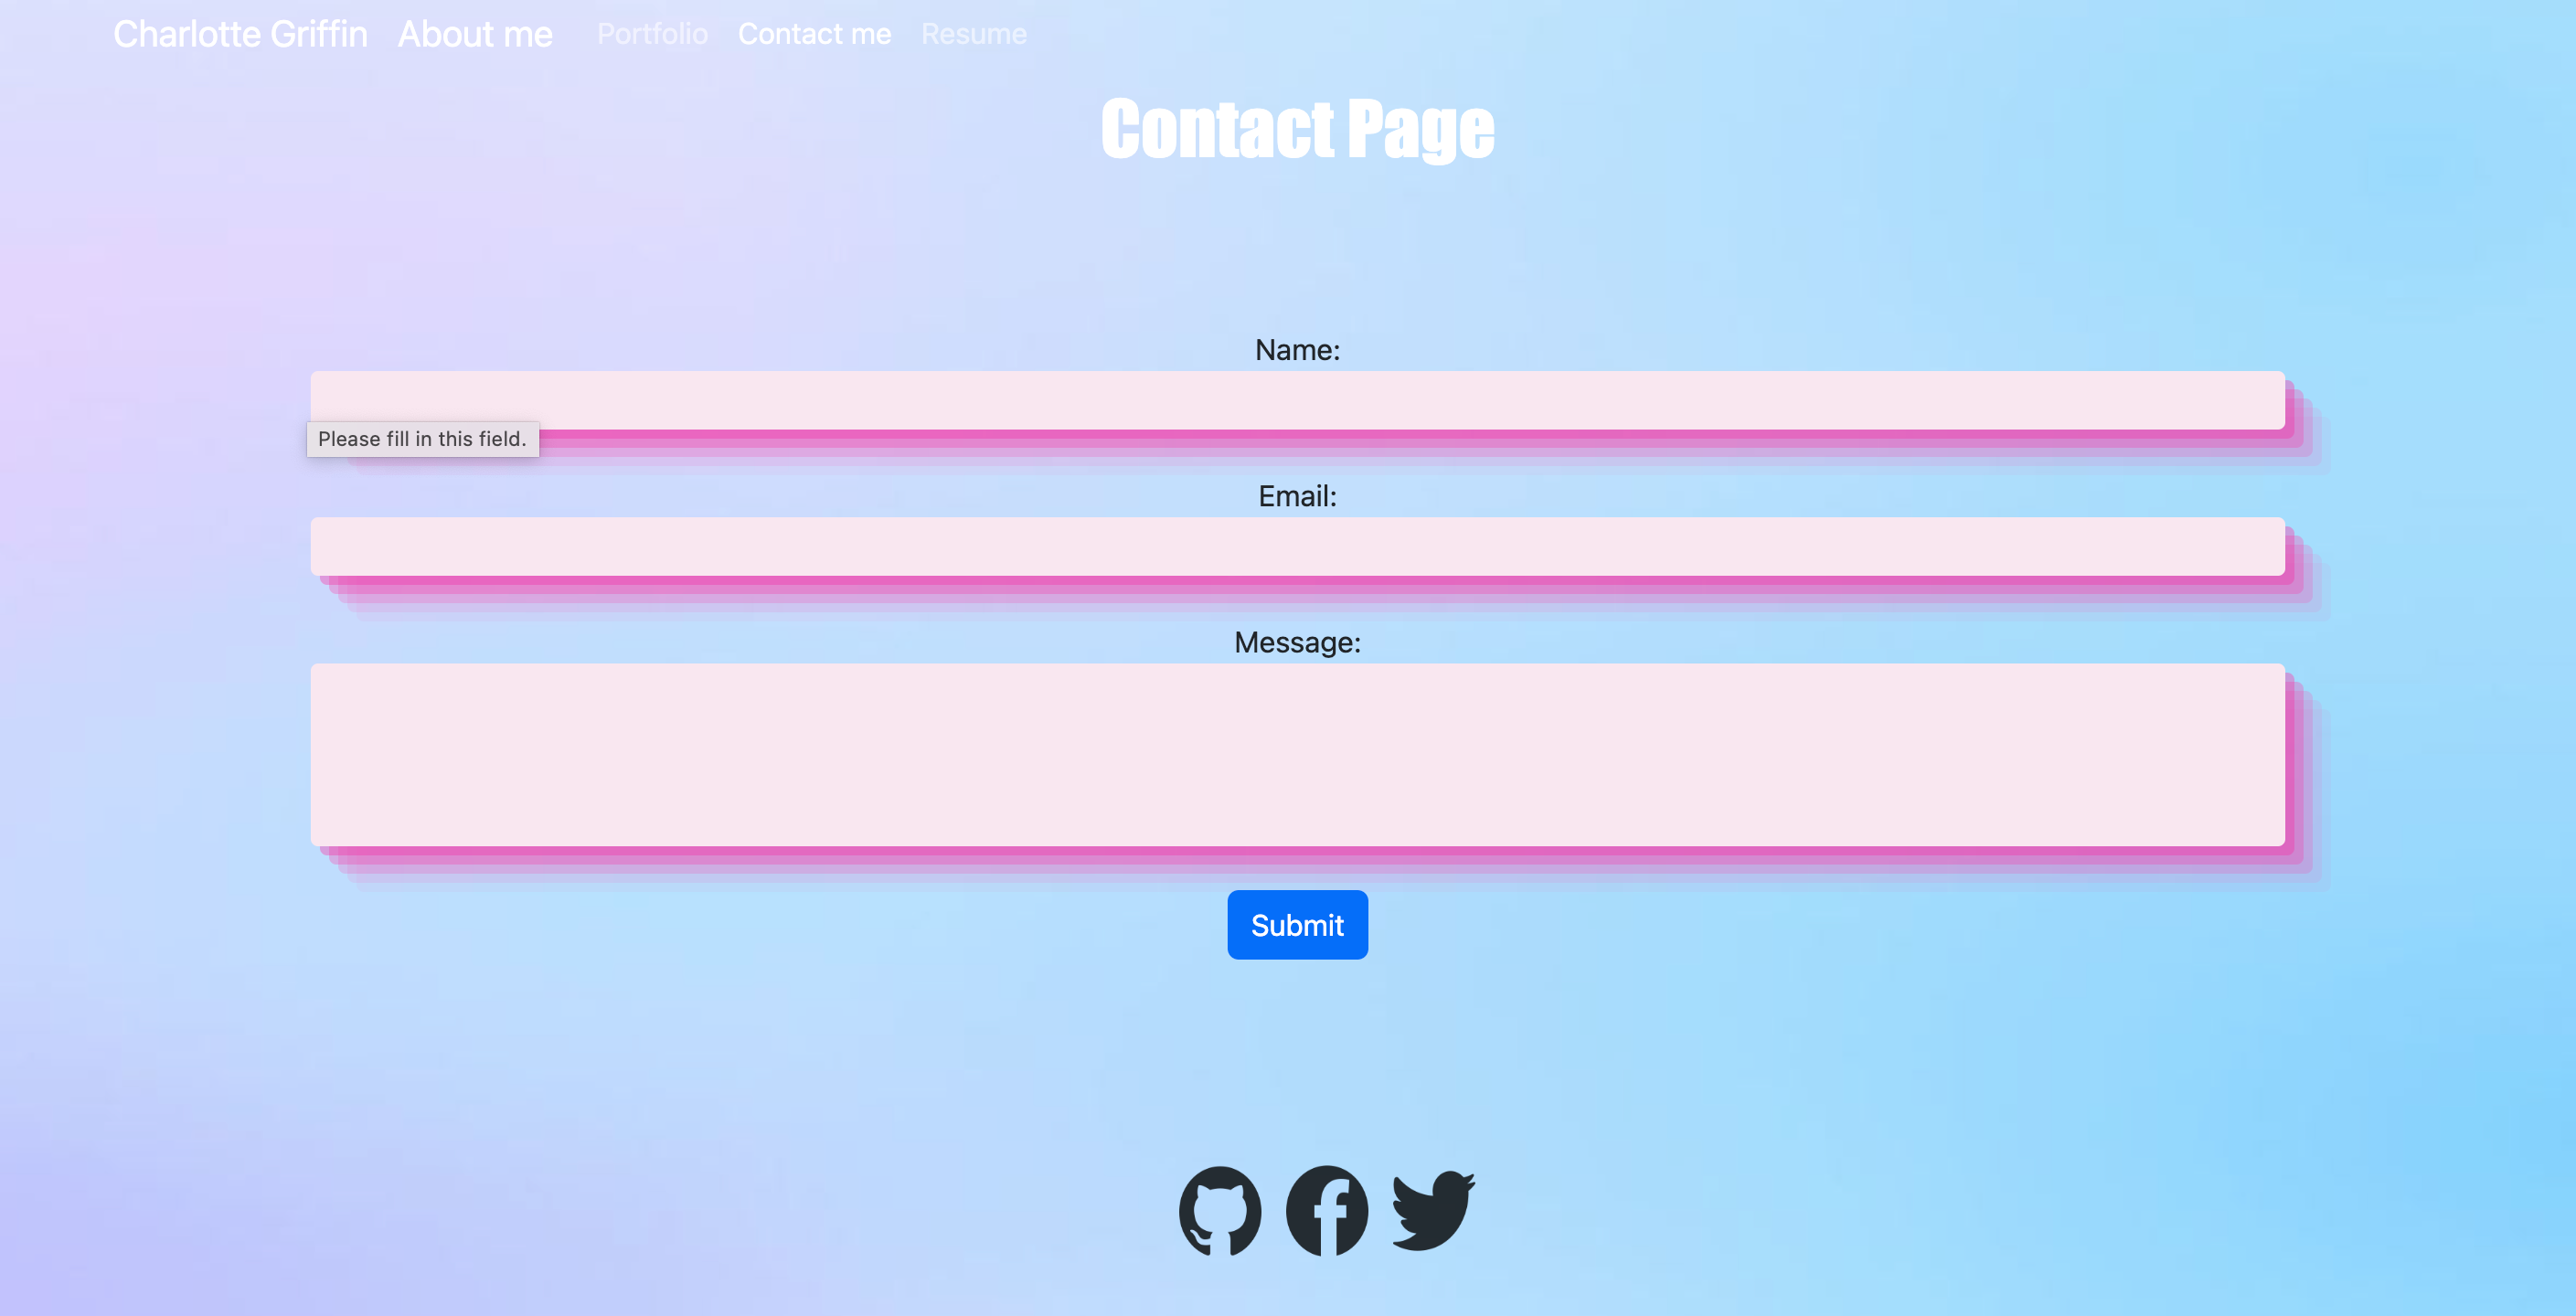 Charlotte Griffin About me Portfolio Contact me Resume
Contact Page
Name:
Please fill in this field.
Email:
Message:
Submit